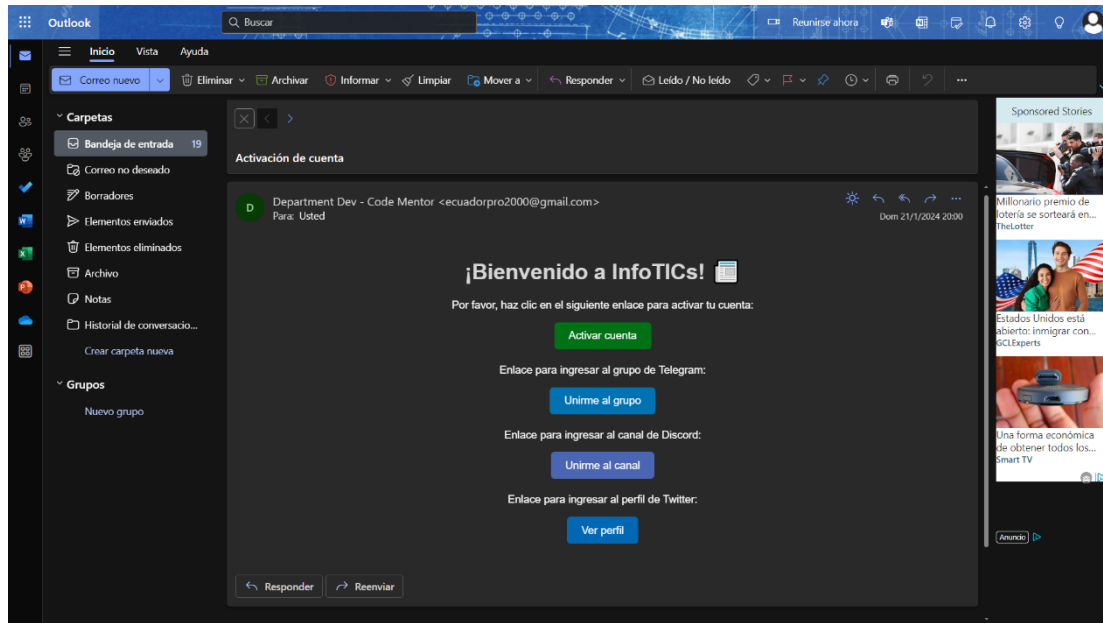 Outlook
Buscar
Reunirse ahora
Inicio Vista Ayuda
Correo nuevo Eliminar Archivar Informar Limpiar Mover a Responder Leído / No leído
Carpetas
Bandeja de entrada 19
Correo no deseado
Borradores
Elementos enviados
Elementos eliminados
Archivo
Notas
Historial de conversacio...
Crear carpeta nueva
Grupos
Nuevo grupo
Activación de cuenta
D
Department Dev - Code Mentor <ecuadorpro2000@gmail.com>
Para: Usted
Dom 21/1/2024 20:00
¡Bienvenido a InfoTICs!
Por favor, haz clic en el siguiente enlace para activar tu cuenta:
Activar cuenta
Enlace para ingresar al grupo de Telegram:
Unirme al grupo
Enlace para ingresar al canal de Discord:
Unirme al canal
Enlace para ingresar al perfil de Twitter:
Ver perfil
Responder Reenviar
Sponsored Stories
Millonario premio de
lotería se sorteará en...
TheLotter
Estados Unidos está
abierto: inmigrar con...
GCLExperts
Una forma económica
de obtener todos los...
Smart TV
Anuncio